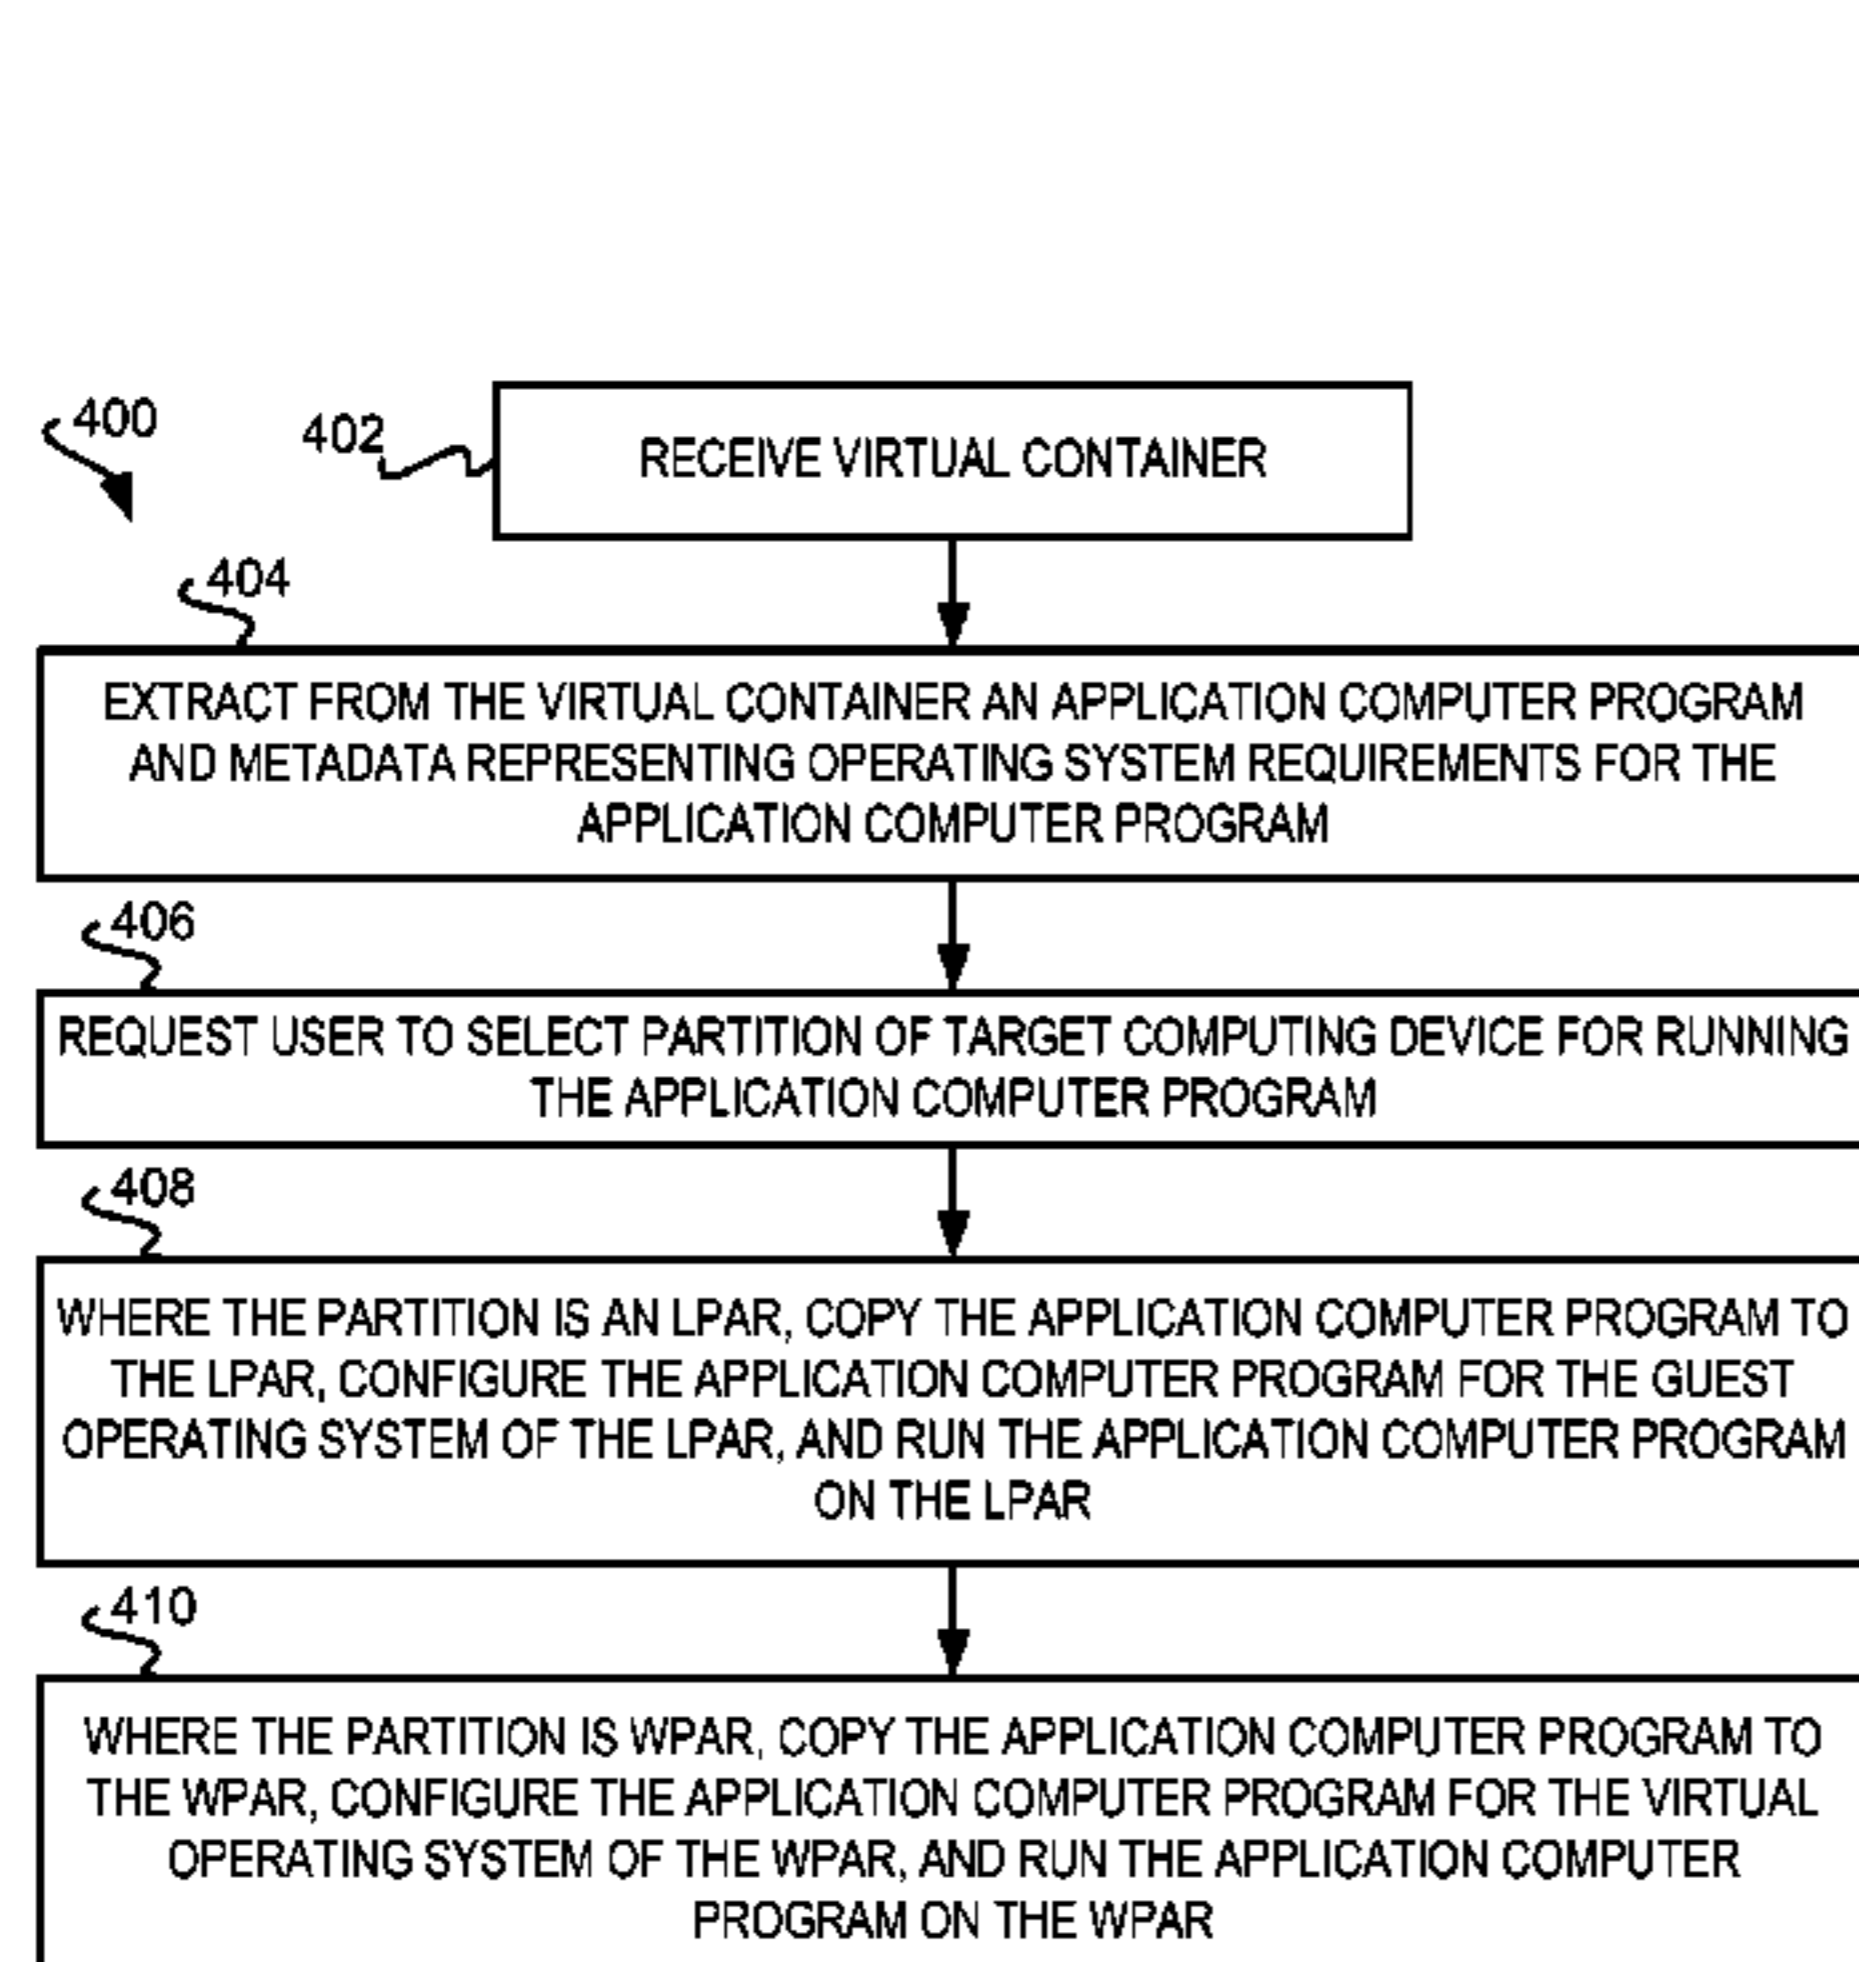 400
402
RECEIVE VIRTUAL CONTAINER
404
EXTRACT FROM THE VIRTUAL CONTAINER AN APPLICATION COMPUTER PROGRAM
AND METADATA REPRESENTING OPERATING SYSTEM REQUIREMENTS FOR THE
APPLICATION COMPUTER PROGRAM
406
REQUEST USER TO SELECT PARTITION OF TARGET COMPUTING DEVICE FOR RUNNING
THE APPLICATION COMPUTER PROGRAM
408
WHERE THE PARTITION IS AN LPAR, COPY THE APPLICATION COMPUTER PROGRAM TO
THE LPAR, CONFIGURE THE APPLICATION COMPUTER PROGRAM FOR THE GUEST
OPERATING SYSTEM OF THE LPAR, AND RUN THE APPLICATION COMPUTER PROGRAM
ON THE LPAR
410
WHERE THE PARTITION IS WPAR, COPY THE APPLICATION COMPUTER PROGRAM TO
THE WPAR, CONFIGURE THE APPLICATION COMPUTER PROGRAM FOR THE VIRTUAL
OPERATING SYSTEM OF THE WPAR, AND RUN THE APPLICATION COMPUTER
PROGRAM ON THE WPAR